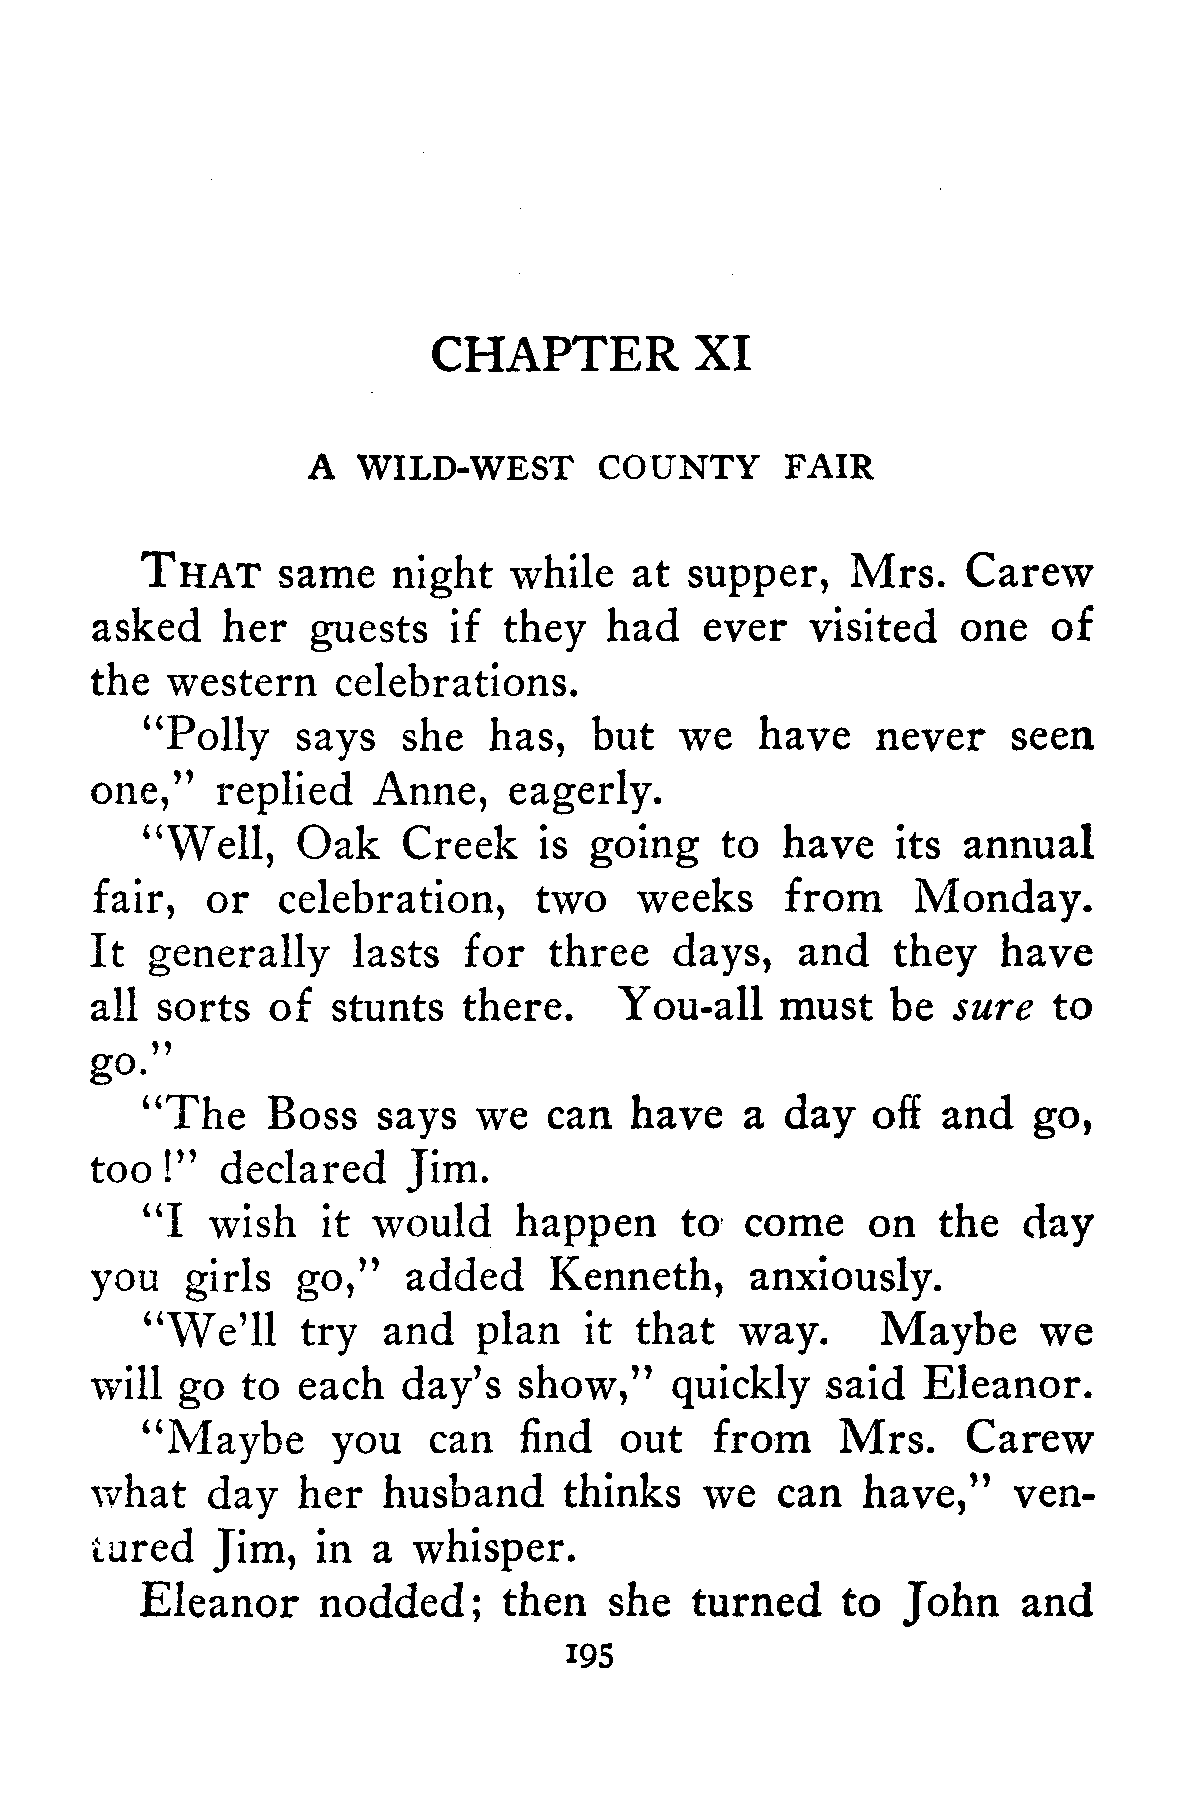 CHAPTER XI
A WILD-WEST COUNTY FAIR
THAT same night while at supper, Mrs. Carew
asked her guests if they had ever visited one of
the western celebrations.
"Polly says she has, but we have never seen
one," replied Anne, eagerly.
"Well, Oak Creek is going to have its annual
fair, or celebration, two weeks from Monday.
It generally lasts for three days, and they have
all sorts of stunts there. You-all must be sure to
go."
"The Boss says we can have a day off and go,
too!" declared Jim.
"I wish it would happen to come on the day
you girls go," added Kenneth, anxiously.
"We'll try and plan it that way. Maybe we
will go to each day's show," quickly said Eleanor.
"Maybe you can find out from Mrs. Carew
what day her husband thinks we can have," ven-
tured Jim, in a whisper.
Eleanor nodded; then she turned to John and
195